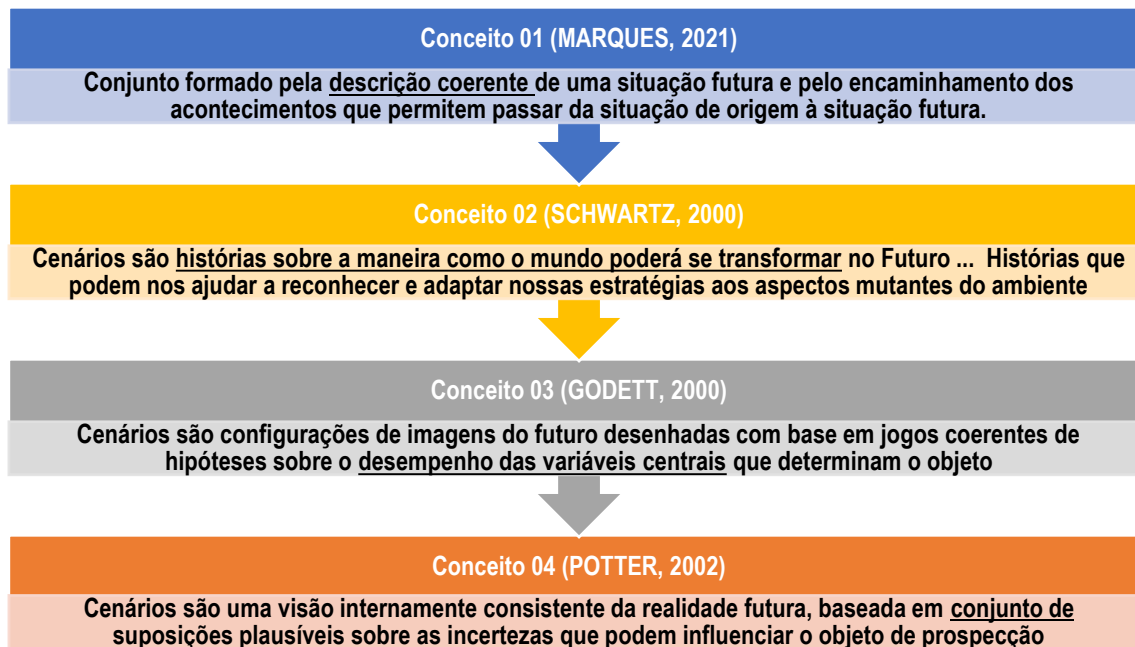 Conceito 01 (MARQUES, 2021)
Conjunto formado pela descrição coerente de uma situação futura e pelo encaminhamento dos
acontecimentos que permitem passar da situação de origem à situação futura.
Conceito 02 (SCHWARTZ, 2000)
Cenários são histórias sobre a maneira como o mundo poderá se transformar no Futuro ... Histórias que
podem nos ajudar a reconhecer e adaptar nossas estratégias aos aspectos mutantes do ambiente
Conceito 03 (GODETT, 2000)
Cenários são configurações de imagens do futuro desenhadas com base em jogos coerentes de
hipóteses sobre o desempenho das variáveis centrais que determinam o objeto
Conceito 04 (POTTER, 2002)
Cenários são uma visão internamente consistente da realidade futura, baseada em conjunto de
suposições plausíveis sobre as incertezas que podem influenciar o objeto de prospecção